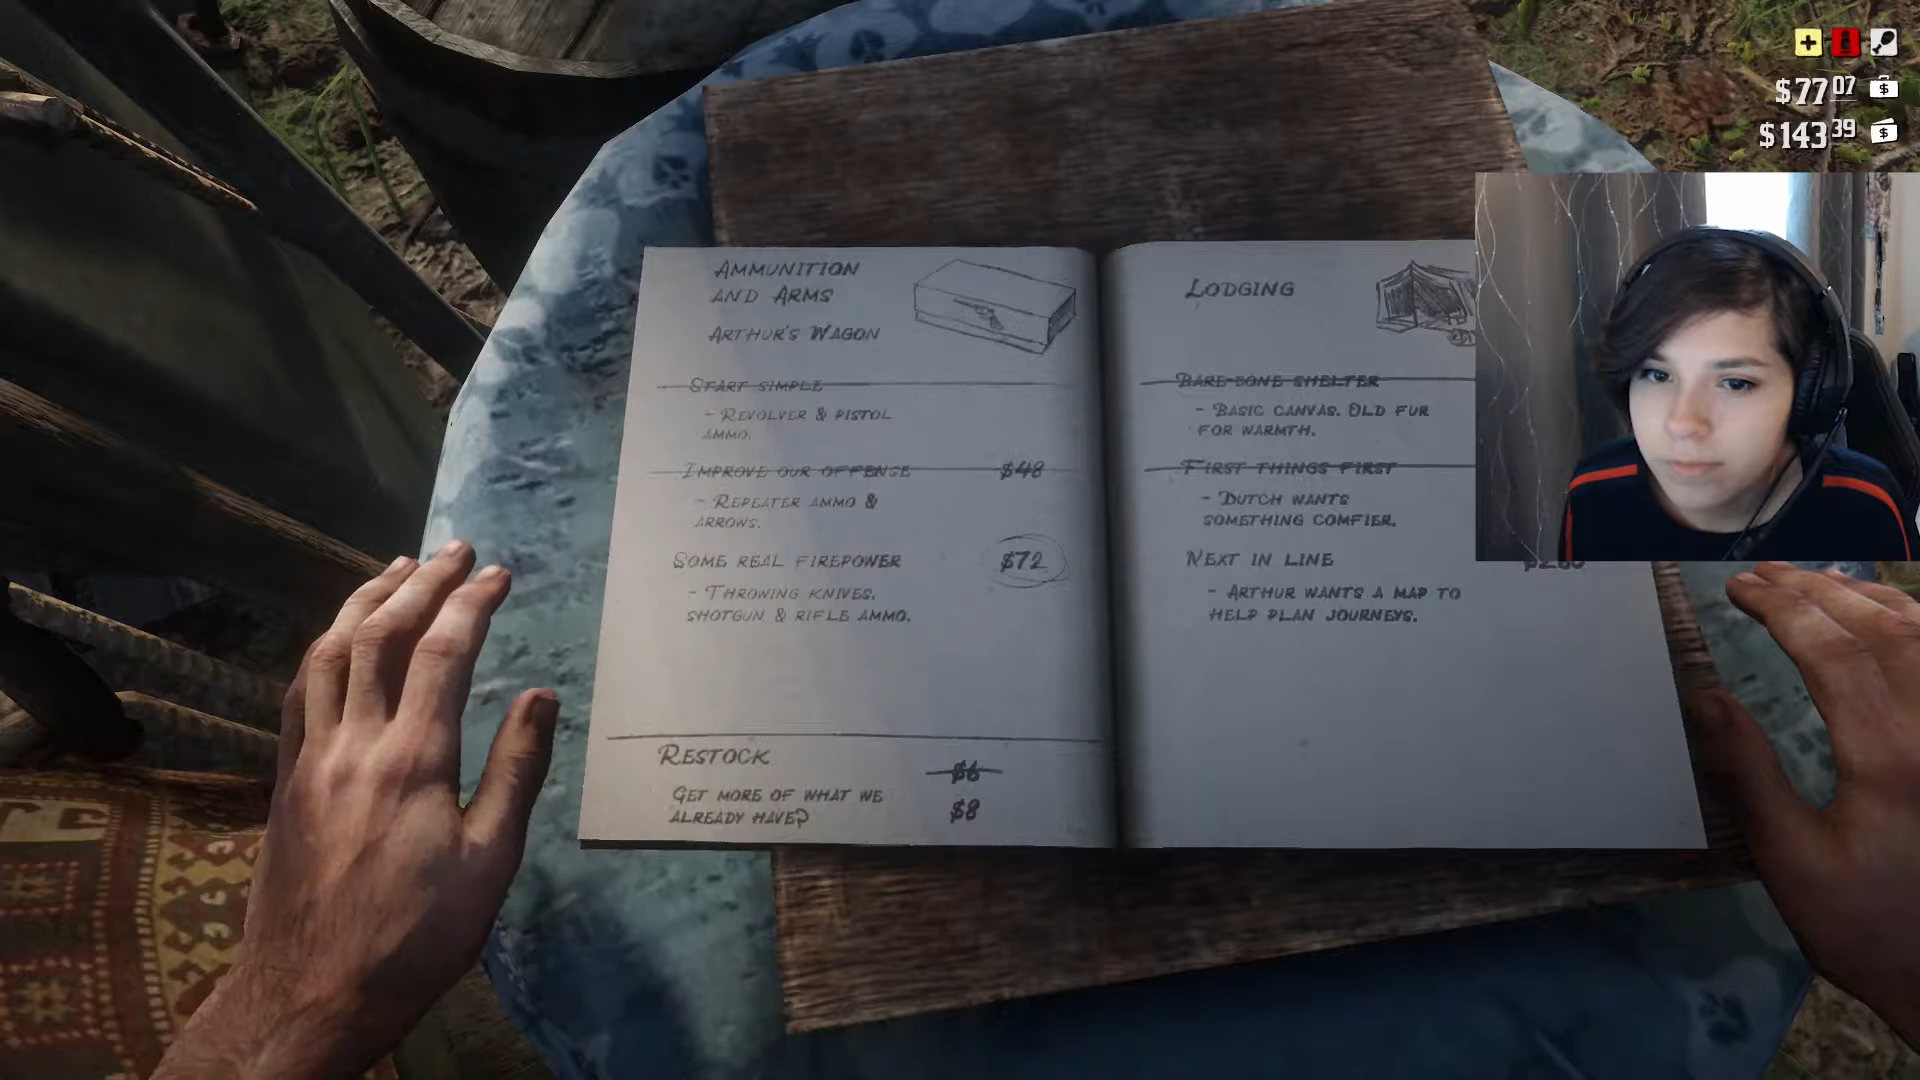 $77.07
$143.39
AMMUNITION
AND ARMS
ARTHUR'S WAGON
START SIMPLE
- REVOLVER & PISTOL
AMMO.
IMPROVE OUR OFFENSE $48
- REPEATER AMMO &
ARROWS.
SOME REAL FIREPOWER $72
- THROWING KNIVES.
SHOTGUN & RIFLE AMMO.
RESTOCK $6
GET MORE OF WHAT WE
ALREADY HAVE? $8
LODGING
BARE-BONE SHELTER
- BASIC CANVAS. OLD FUR
FOR WARMTH.
FIRST THINGS FIRST
- DUTCH WANTS
SOMETHING COMFIER.
NEXT IN LINE
- ARTHUR WANTS A MAP TO
HELP PLAN JOURNEYS.